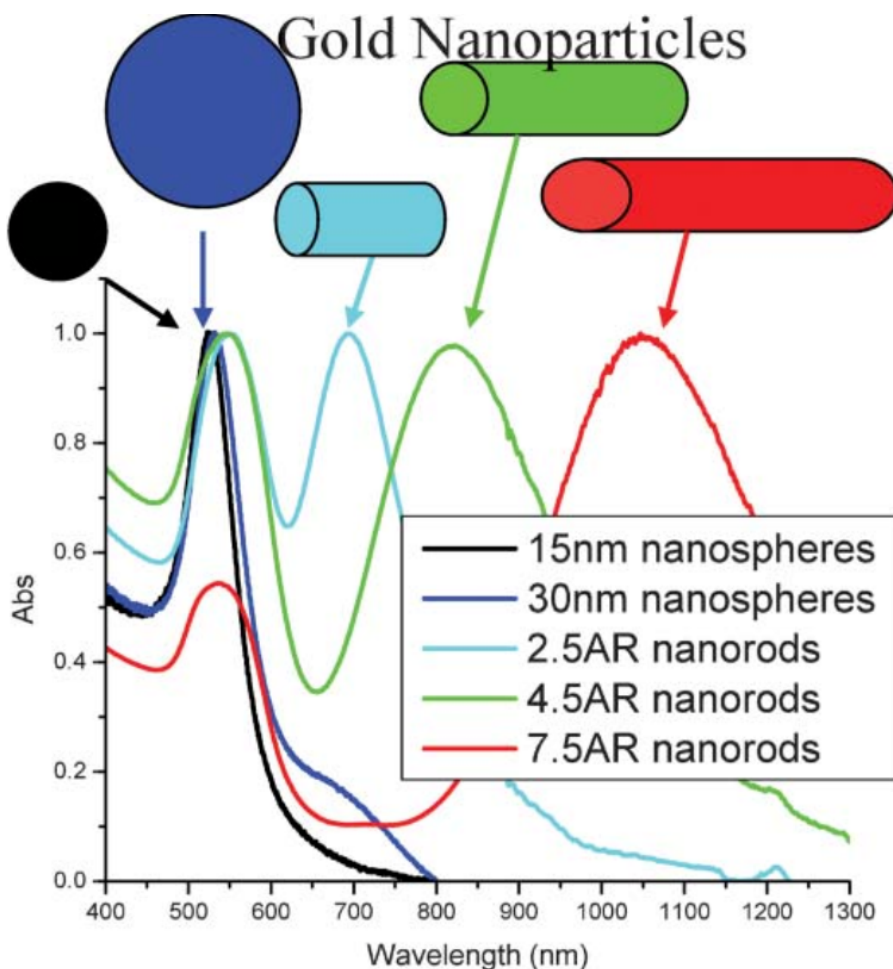 Gold Nanoparticles
1.0
0.8
0.6
0.4
0.2
0.0
Abs
15nm nanospheres
30nm nanospheres
2.5AR nanorods
4.5AR nanorods
7.5AR nanorods
400 500 600 700 800 900 1000 1100 1200 1300
Wavelength (nm)